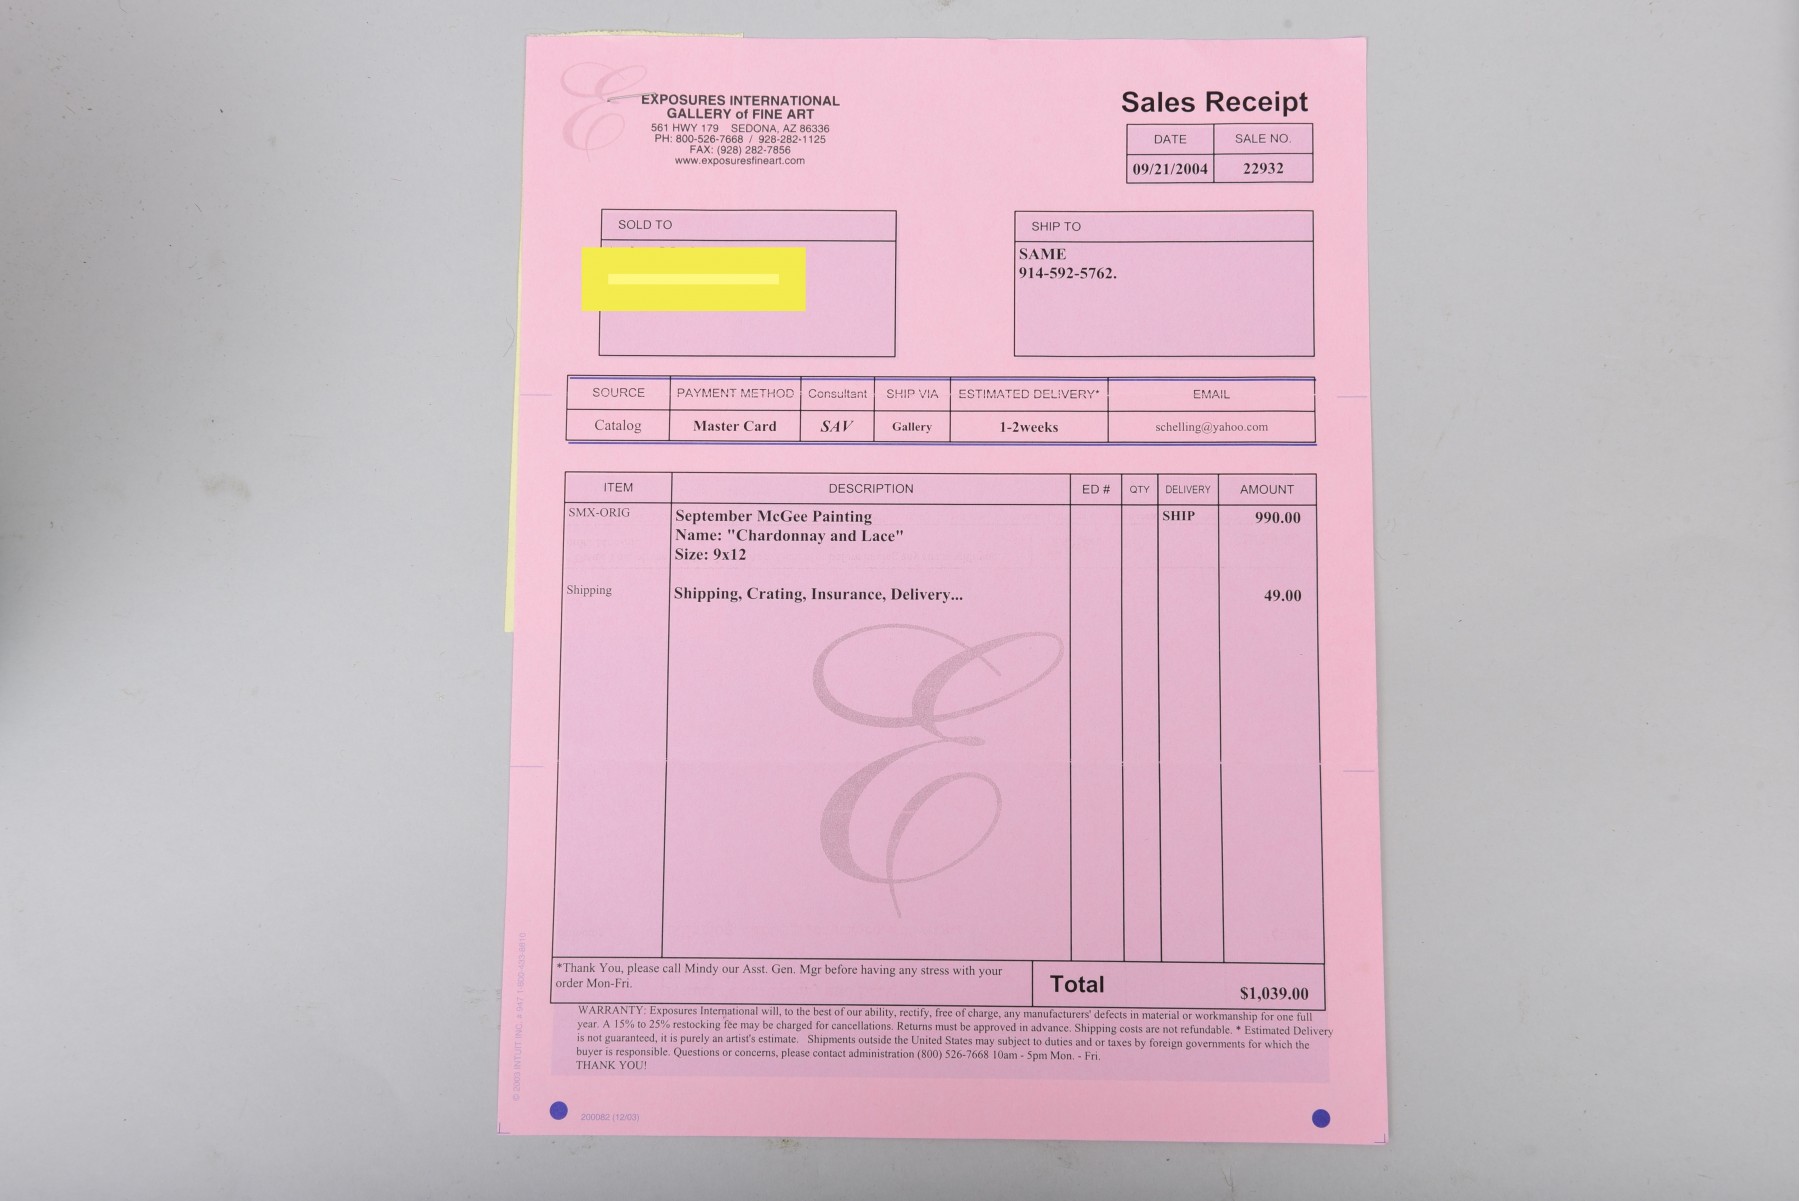 EXPOSURES INTERNATIONAL
GALLERY of FINE ART
561 HWY 179 SEDONA, AZ 86336
PH: 800-526-7668 / 928-282-1125
FAX: (928) 282-7856
www.exposuresfineart.com
Sales Receipt
DATE SALE NO.
09/21/2004 22932
SOLD TO
SHIP TO
SAME
914-592-5762.
SOURCE PAYMENT METHOD Consultant SHIP VIA ESTIMATED DELIVERY* EMAIL
Catalog Master Card SAV Gallery 1-2weeks schelling@yahoo.com
ITEM DESCRIPTION ED # QTY DELIVERY AMOUNT
SMX-ORIG September McGee Painting SHIP 990.00
Name: "Chardonnay and Lace"
Size: 9x12
Shipping Shipping, Crating, Insurance, Delivery... 49.00
*Thank You, please call Mindy our Asst. Gen. Mgr before having any stress with your
order Mon-Fri.
Total $1,039.00
WARRANTY: Exposures International will, to the best of our ability, rectify, free of charge, any manufacturers' defects in material or workmanship for one full
year. A 15% to 25% restocking fee may be charged for cancellations. Returns must be approved in advance. Shipping costs are not refundable. * Estimated Delivery
is not guaranteed, it is purely an artist's estimate. Shipments outside the United States may subject to duties and or taxes by foreign governments for which the
buyer is responsible. Questions or concerns, please contact administration (800) 526-7668 10am - 5pm Mon. - Fri.
THANK YOU!
200082 (12/03)
© 2003 INTUIT INC. # 947 1-800-433-8810